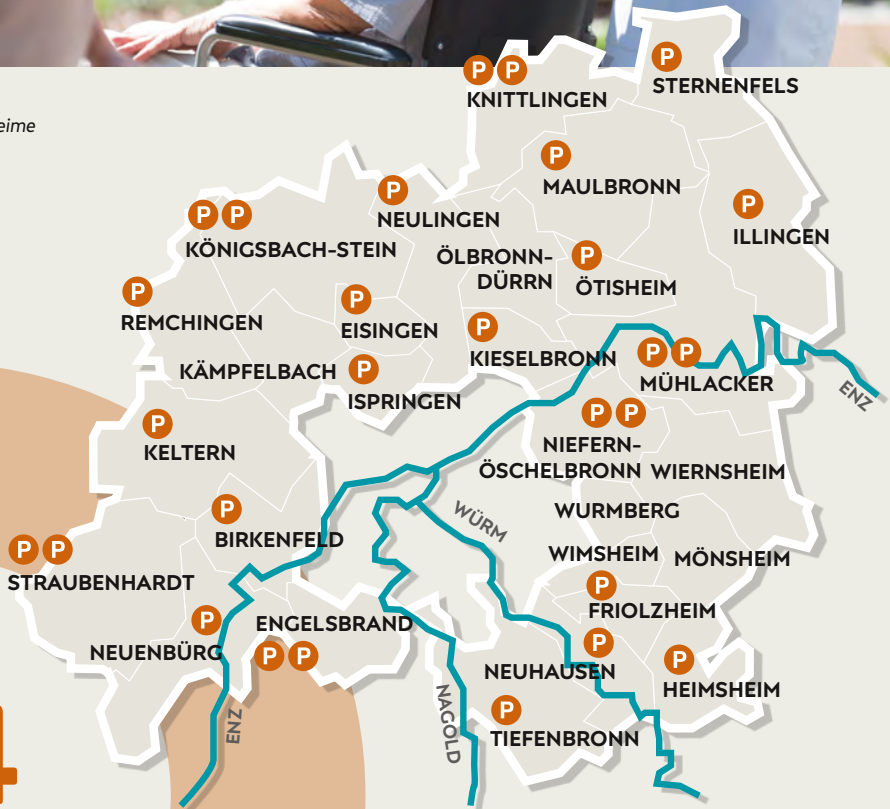 P P
KNITTLINGEN
P
STERNENFELS
eime
P
MAULBRONN
P
NEULINGEN
P
ILLINGEN
P P
KÖNIGSBACH-STEIN
ÖLBRONN-
DÜRRN
P
ÖTISHEIM
P
REMCHINGEN
P
EISINGEN
P
KIESELBRONN
P P
MÜHLACKER
KÄMPFELBACH
P
ISPRINGEN
ENZ
P
KELTERN
P P
NIEFERN-
ÖSCHELBRONN
WIERNSHEIM
P
BIRKENFELD
WÜRM
WURMBERG
P P
STRAUBENHARDT
WIMSHEIM
MÖNSHEIM
P
FRIOLZHEIM
P
NEUENBÜRG
ENGELSBRAND
P P
P
NEUHAUSEN
P
HEIMSHEIM
ENZ
NAGOLD
P
TIEFENBRONN